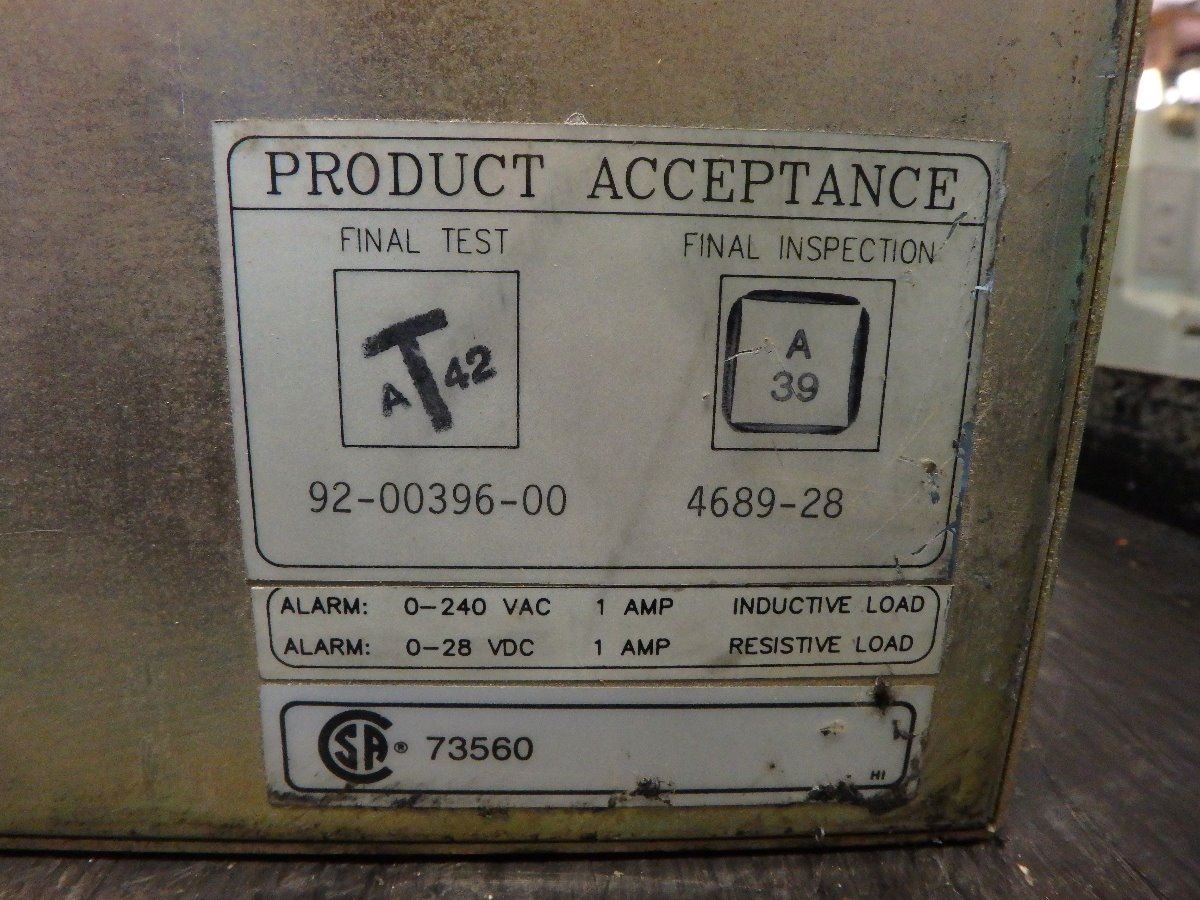 PRODUCT ACCEPTANCE
FINAL TEST
A T 42
92-00396-00
FINAL INSPECTION
A
39
4689-28
ALARM: 0-240 VAC 1 AMP INDUCTIVE LOAD
ALARM: 0-28 VDC 1 AMP RESISTIVE LOAD
CSA® 73560
HI